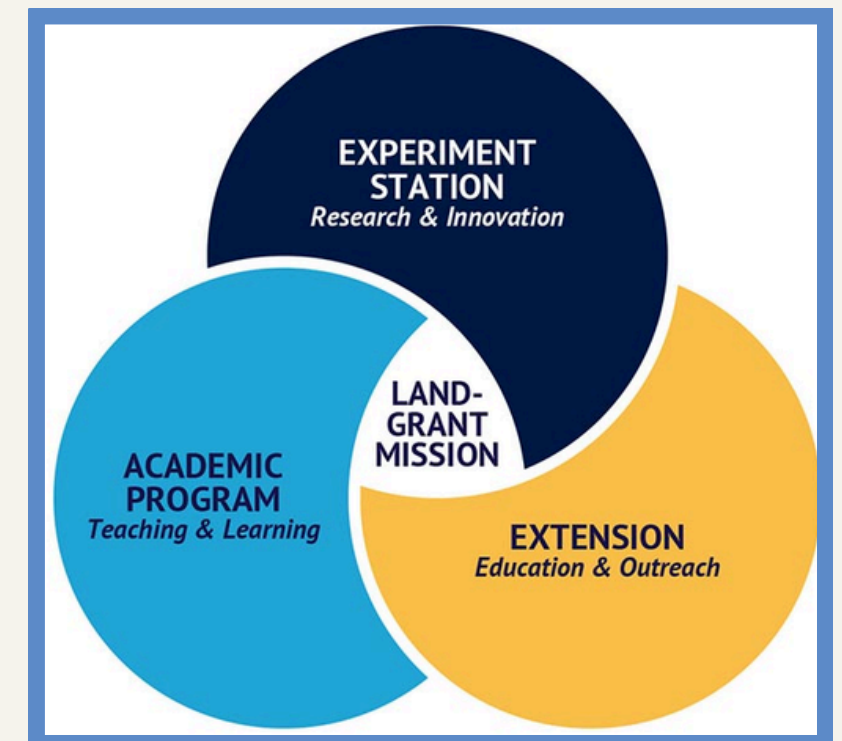 EXPERIMENT
STATION
Research & Innovation
LAND-
GRANT
MISSION
ACADEMIC
PROGRAM
Teaching & Learning
EXTENSION
Education & Outreach